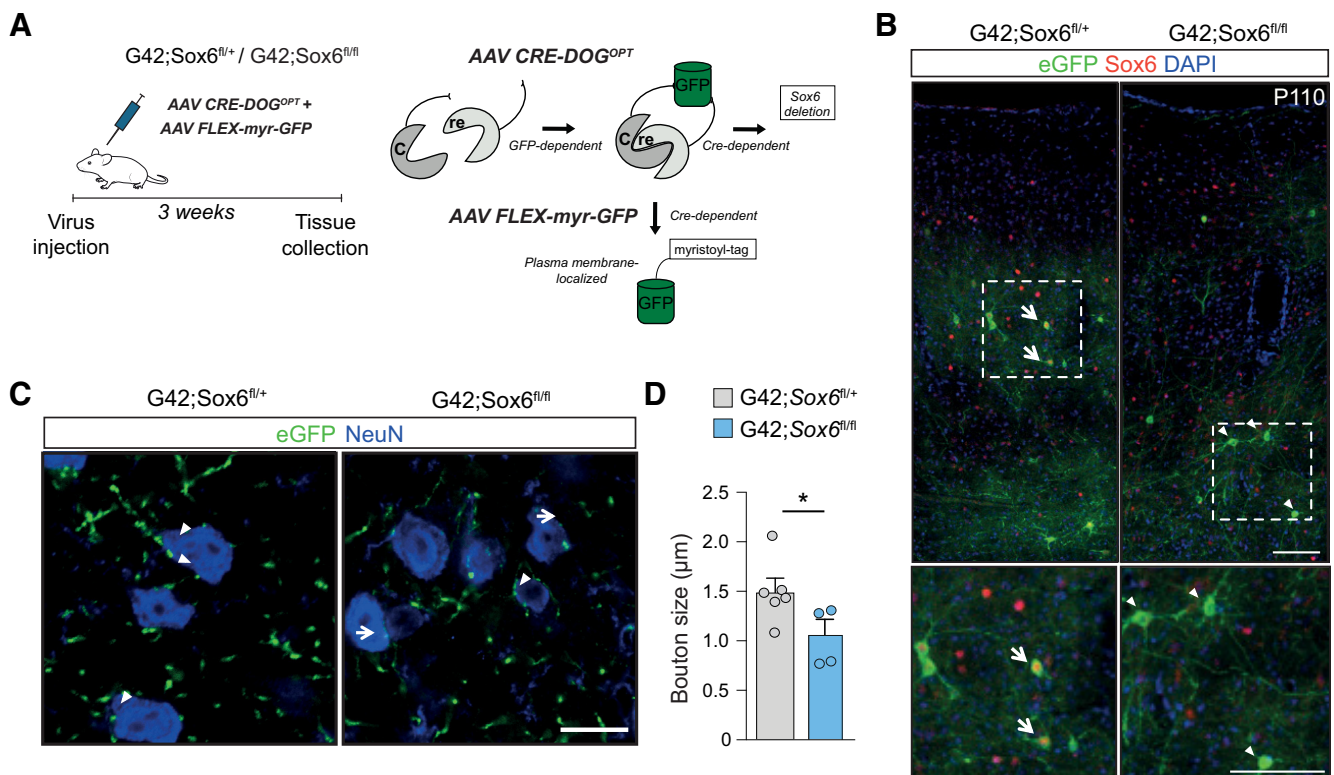 A
G42;Sox6fl/+ / G42;Sox6fl/fl
AAV CRE-DOGOPT +
AAV FLEX-myr-GFP
3 weeks
Virus
injection
Tissue
collection
AAV CRE-DOGOPT
C
re
GFP-dependent
GFP
C re
Cre-dependent
Sox6
deletion
AAV FLEX-myr-GFP
Cre-dependent
Plasma membrane-
localized
myristoyl-tag
GFP
B
G42;Sox6fl/+ G42;Sox6fl/fl
eGFP Sox6 DAPI
P110
C
G42;Sox6fl/+ G42;Sox6fl/fl
eGFP NeuN
D
G42;Sox6fl/+
G42;Sox6fl/fl
Bouton size (μm)
2.5
2.0
1.5
1.0
0.5
0
*